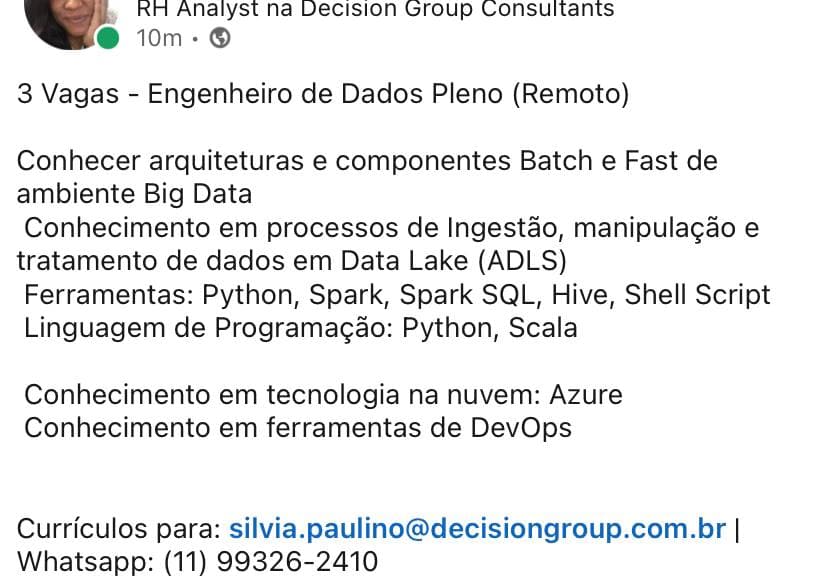 RH Analyst na Decision Group Consultants
10m •
3 Vagas - Engenheiro de Dados Pleno (Remoto)
Conhecer arquiteturas e componentes Batch e Fast de
ambiente Big Data
Conhecimento em processos de Ingestão, manipulação e
tratamento de dados em Data Lake (ADLS)
Ferramentas: Python, Spark, Spark SQL, Hive, Shell Script
Linguagem de Programação: Python, Scala
Conhecimento em tecnologia na nuvem: Azure
Conhecimento em ferramentas de DevOps
Currículos para: silvia.paulino@decisiongroup.com.br |
Whatsapp: (11) 99326-2410